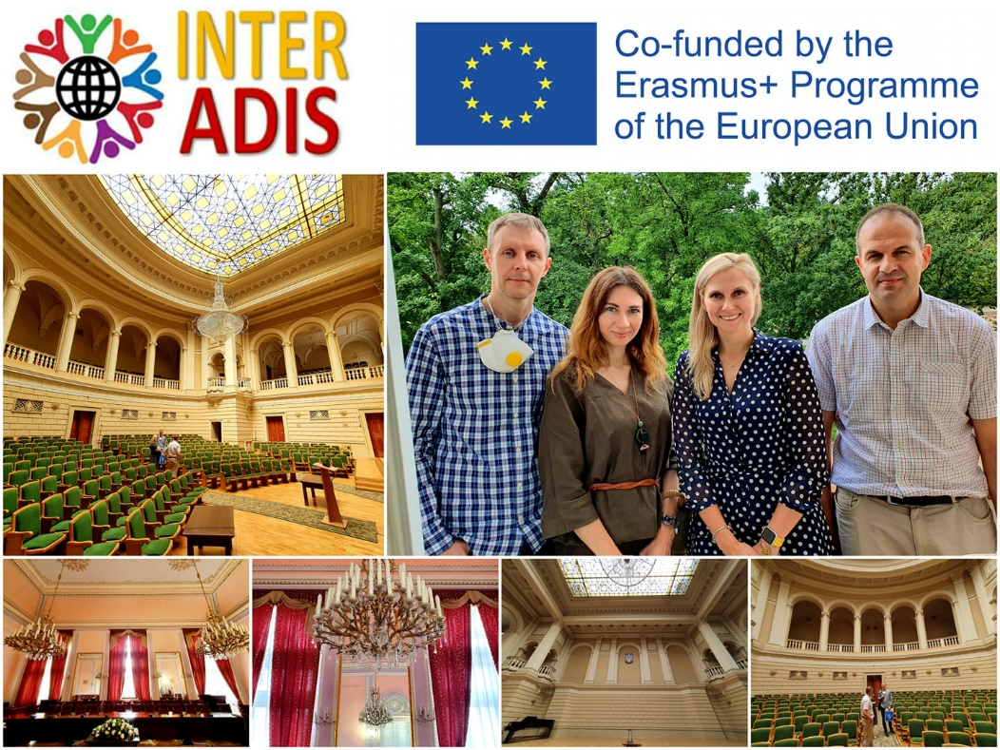 INTER
ADIS
Co-funded by the
Erasmus+ Programme
of the European Union